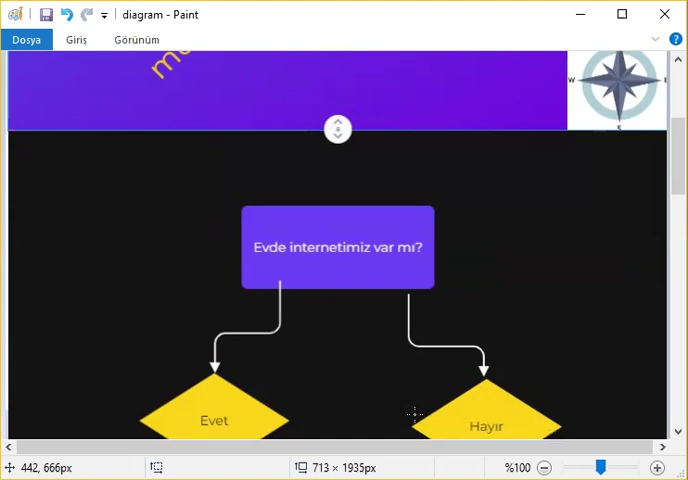 diagram - Paint
Dosya Giriş Görünüm
W
S
Evde internetimiz var mı?
Evet
Hayır
442, 666px
713 × 1935px
%100